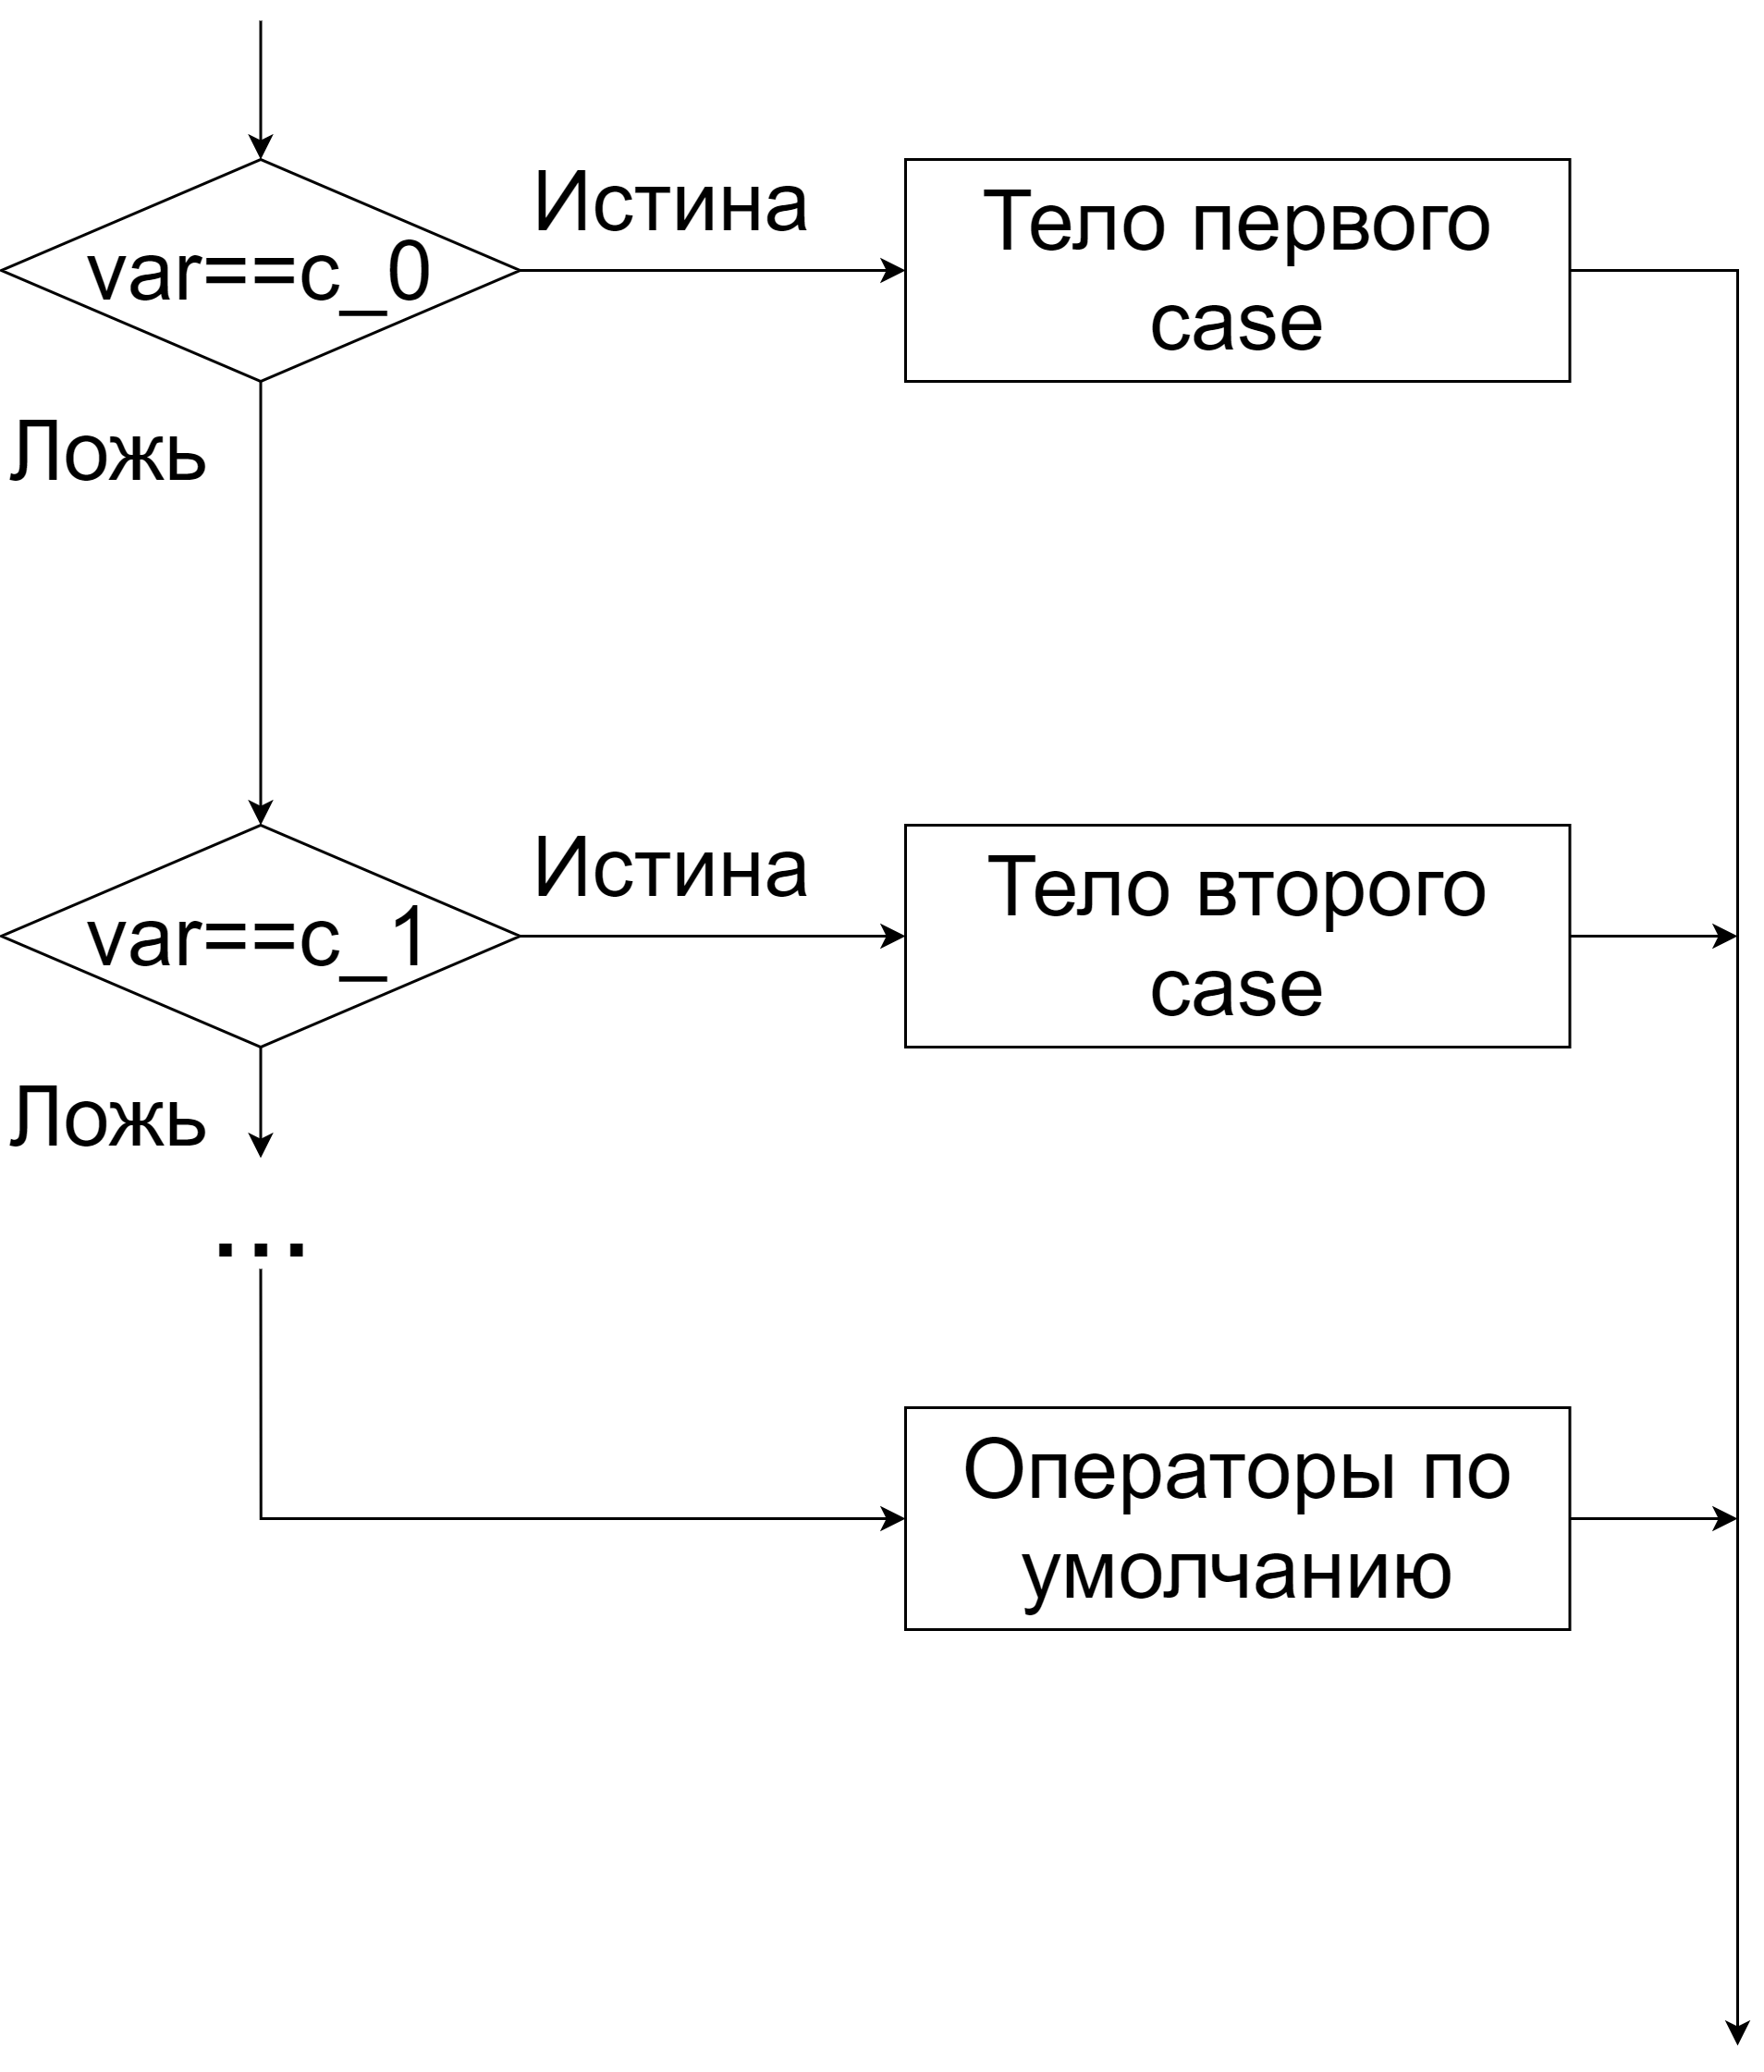 var==c_0
Истина
Тело первого
case
Ложь
var==c_1
Истина
Тело второго
case
Ложь
...
Операторы по
умолчанию